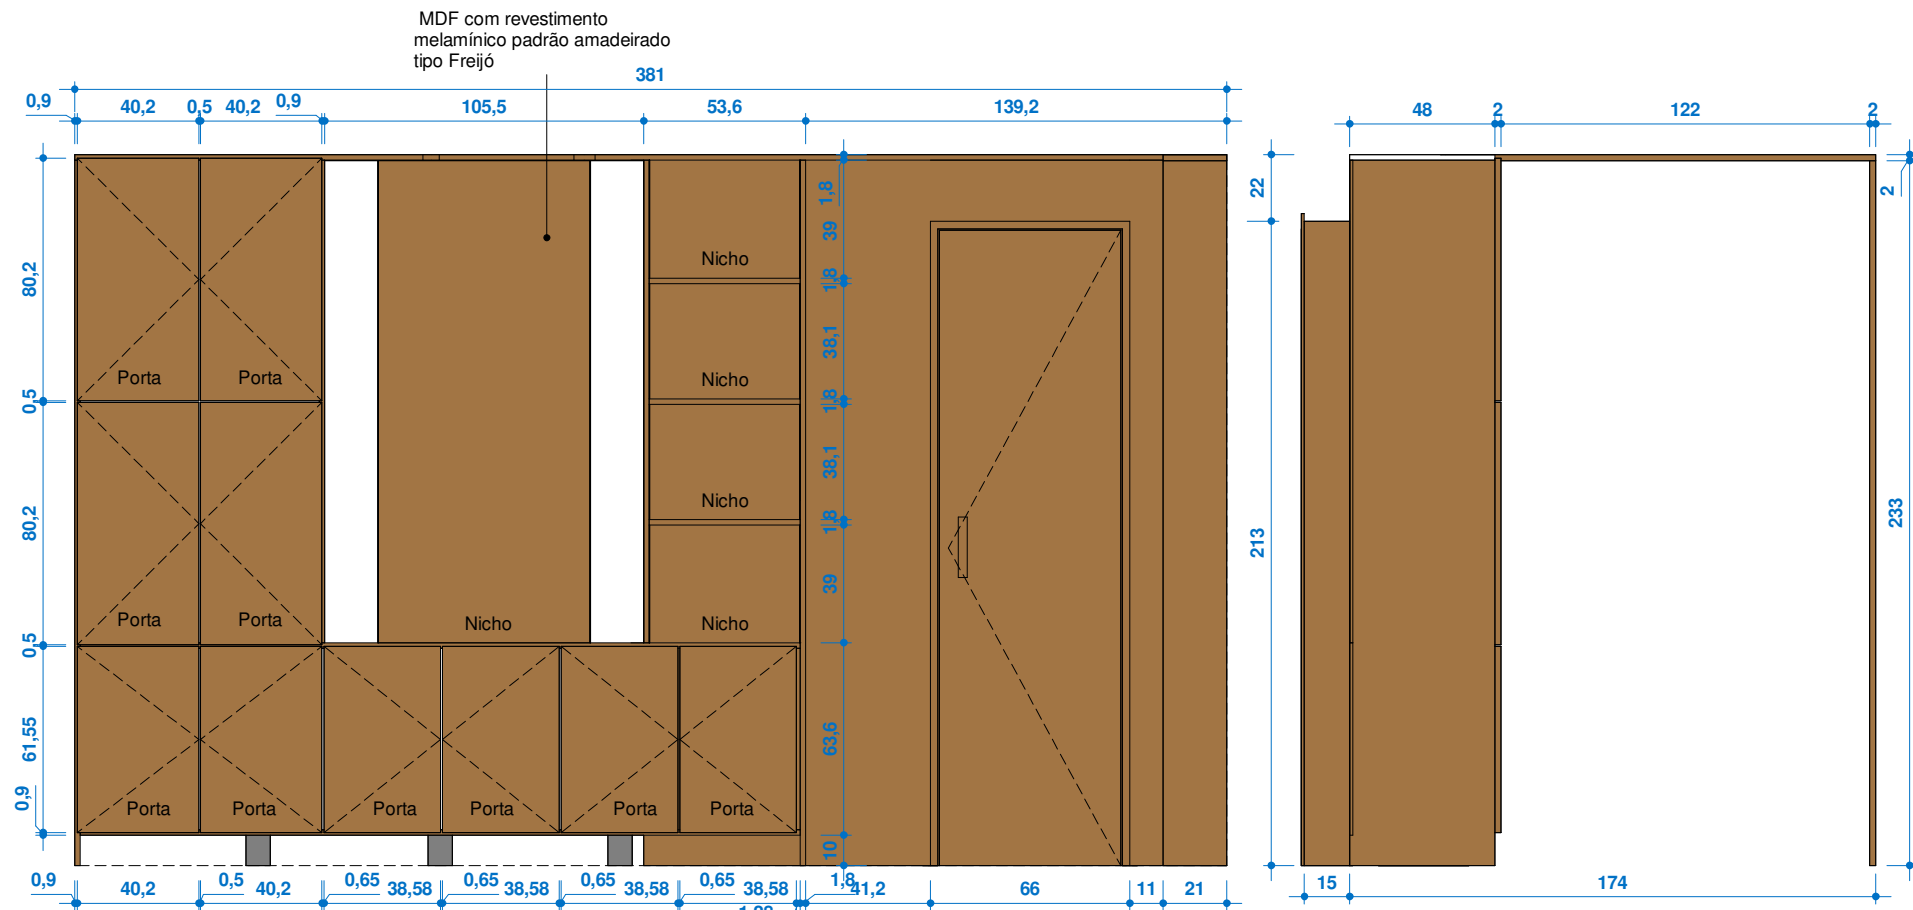 MDF com revestimento
melamínico padrão amadeirado
tipo Freijó
381
0,9 40,2 0,5 40,2 0,9 105,5 53,6 139,2
48 2 122 2
1,8
22
2
39
Nicho
80,2
1,8
38,1
Porta Porta Nicho
0,5
1,8
38,1
Nicho
1,8
80,2
213
233
39
Porta Porta Nicho Nicho
0,5
61,55
63,6
0,9
Porta Porta Porta Porta Porta Porta
10
0,9 40,2 0,5 40,2 0,65 38,58 0,65 38,58 0,65 38,58 0,65 38,58 1,8 41,2 66 11 21
15 174